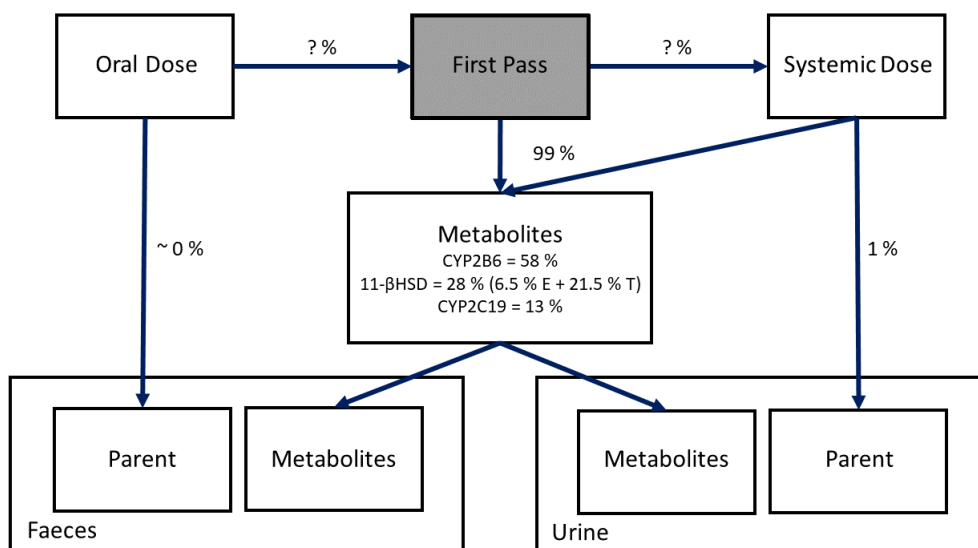 Oral Dose
? %
First Pass
? %
Systemic Dose
99 %
Metabolites
CYP2B6 = 58 %
11-βHSD = 28 % (6.5 % E + 21.5 % T)
CYP2C19 = 13 %
~ 0 %
1 %
Parent
Metabolites
Metabolites
Parent
Faeces
Urine